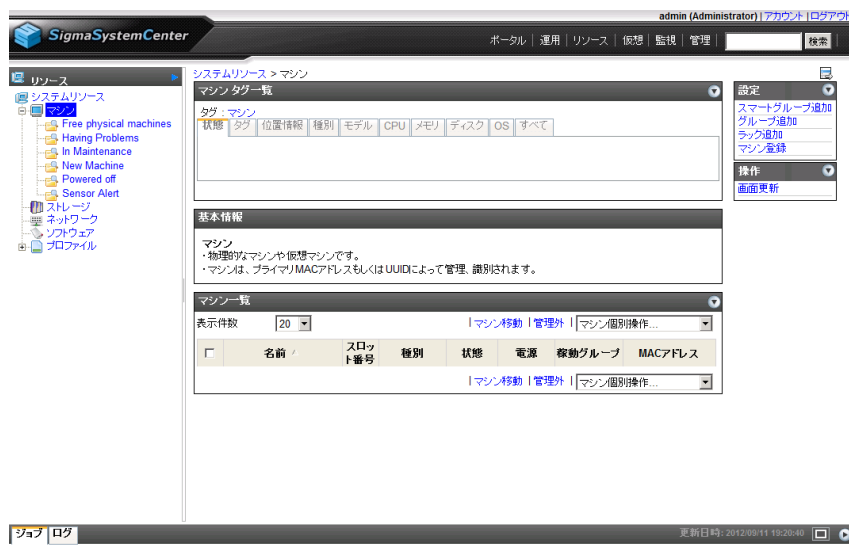 admin (Administrator) | アカウント | ログアウト
SigmaSystemCenter
ポータル | 運用 | リソース | 仮想 | 監視 | 管理 | 検索
リソース
システムリソース
マシン
Free physical machines
Having Problems
In Maintenance
New Machine
Powered off
Sensor Alert
ストレージ
ネットワーク
ソフトウェア
プロファイル
システムリソース > マシン
マシン タグ一覧
タグ : マシン
状態 タグ 位置情報 種別 モデル CPU メモリ ディスク OS すべて
基本情報
マシン
・物理的なマシンや仮想マシンです。
・マシンは、プライマリMACアドレスもしくはUUIDによって管理、識別されます。
マシン一覧
表示件数 20 | マシン移動 | 管理外 | マシン個別操作...
名前 スロット番号 種別 状態 電源 稼動グループ MACアドレス
| マシン移動 | 管理外 | マシン個別操作...
設定
スマートグループ追加
グループ追加
ラック追加
マシン登録
操作
画面更新
ジョブ ログ 更新日時: 2012/09/11 19:20:40